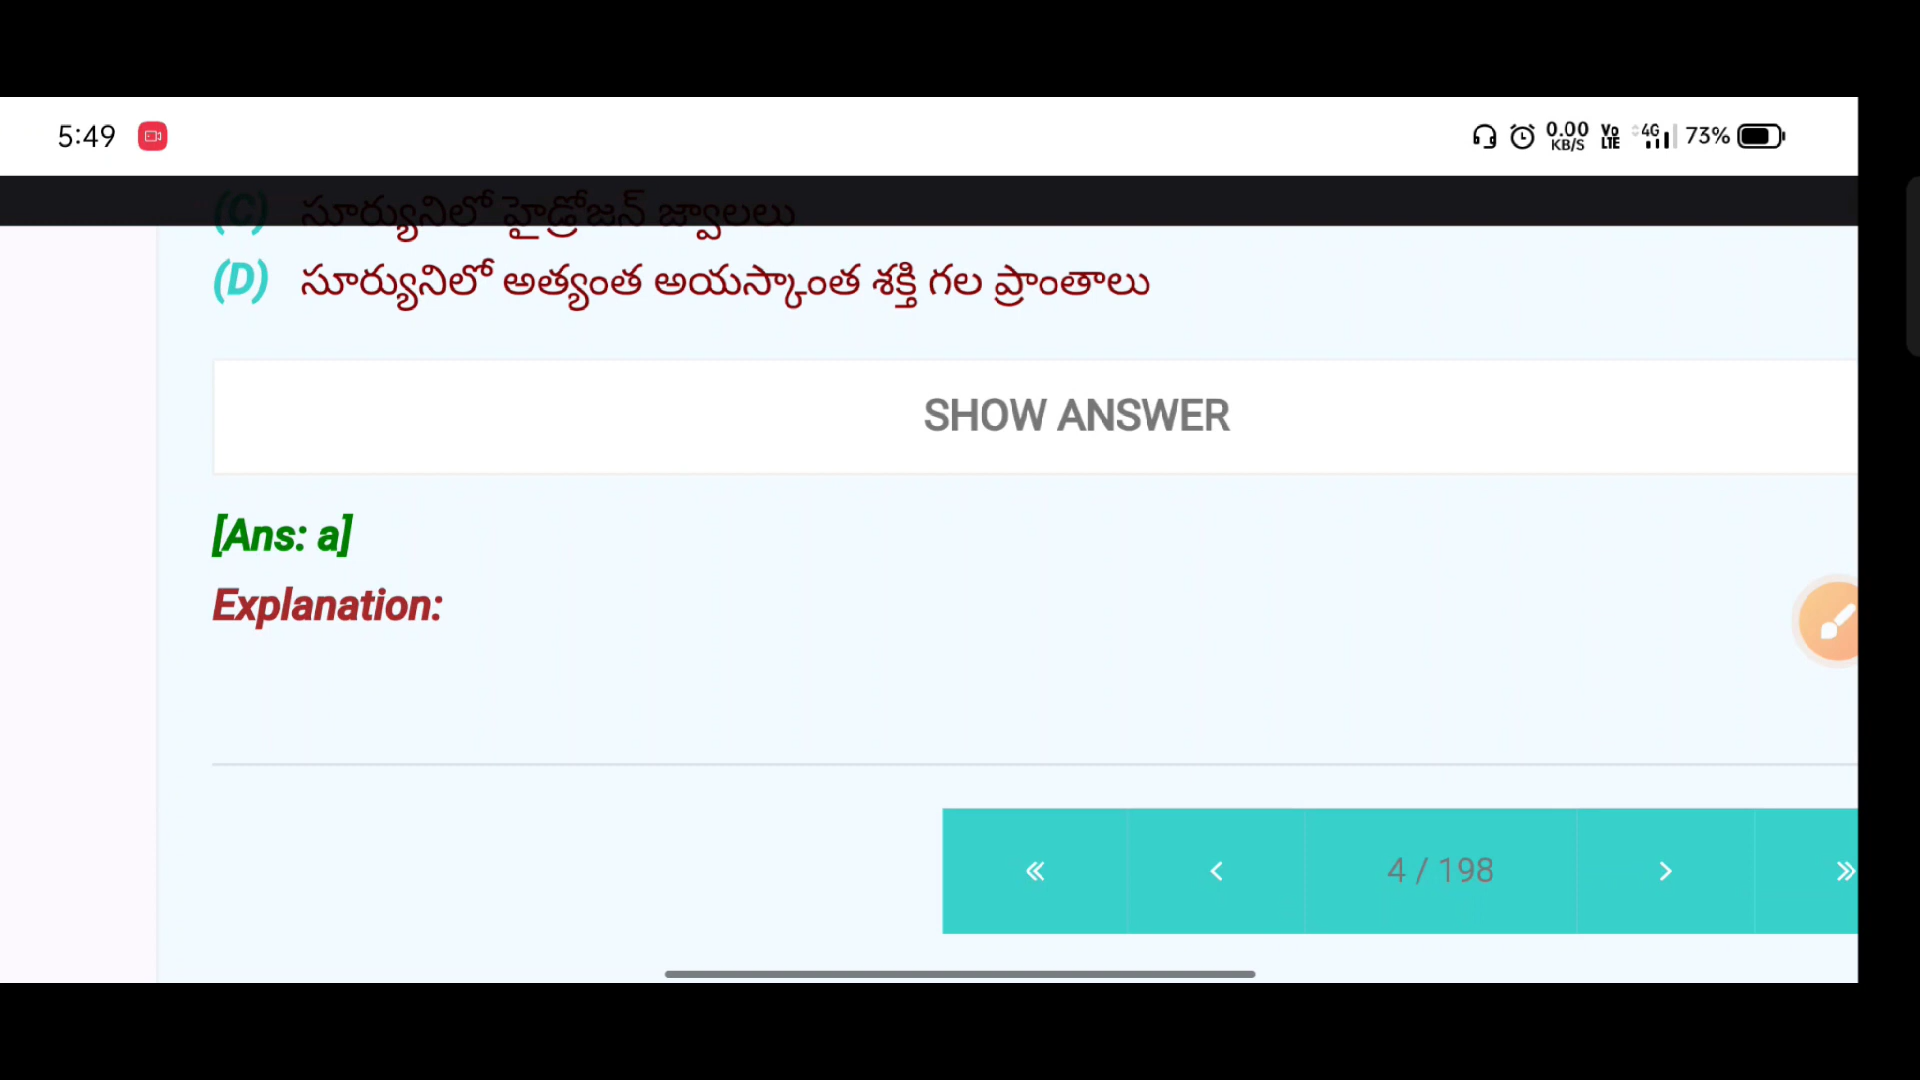 5:49 0.00 KB/S Vo LTE 4G 73%
(C) సూర్యునిలో హైడ్రోజన్ జ్వాలలు
(D) సూర్యునిలో అత్యంత అయస్కాంత శక్తి గల ప్రాంతాలు
SHOW ANSWER
[Ans: a]
Explanation:
« < 4 / 198 > »